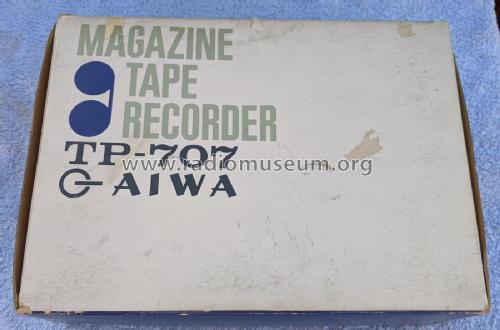 MAGAZINE
TAPE
RECORDER
TP-707
AIWA
www.radiomuseum.org